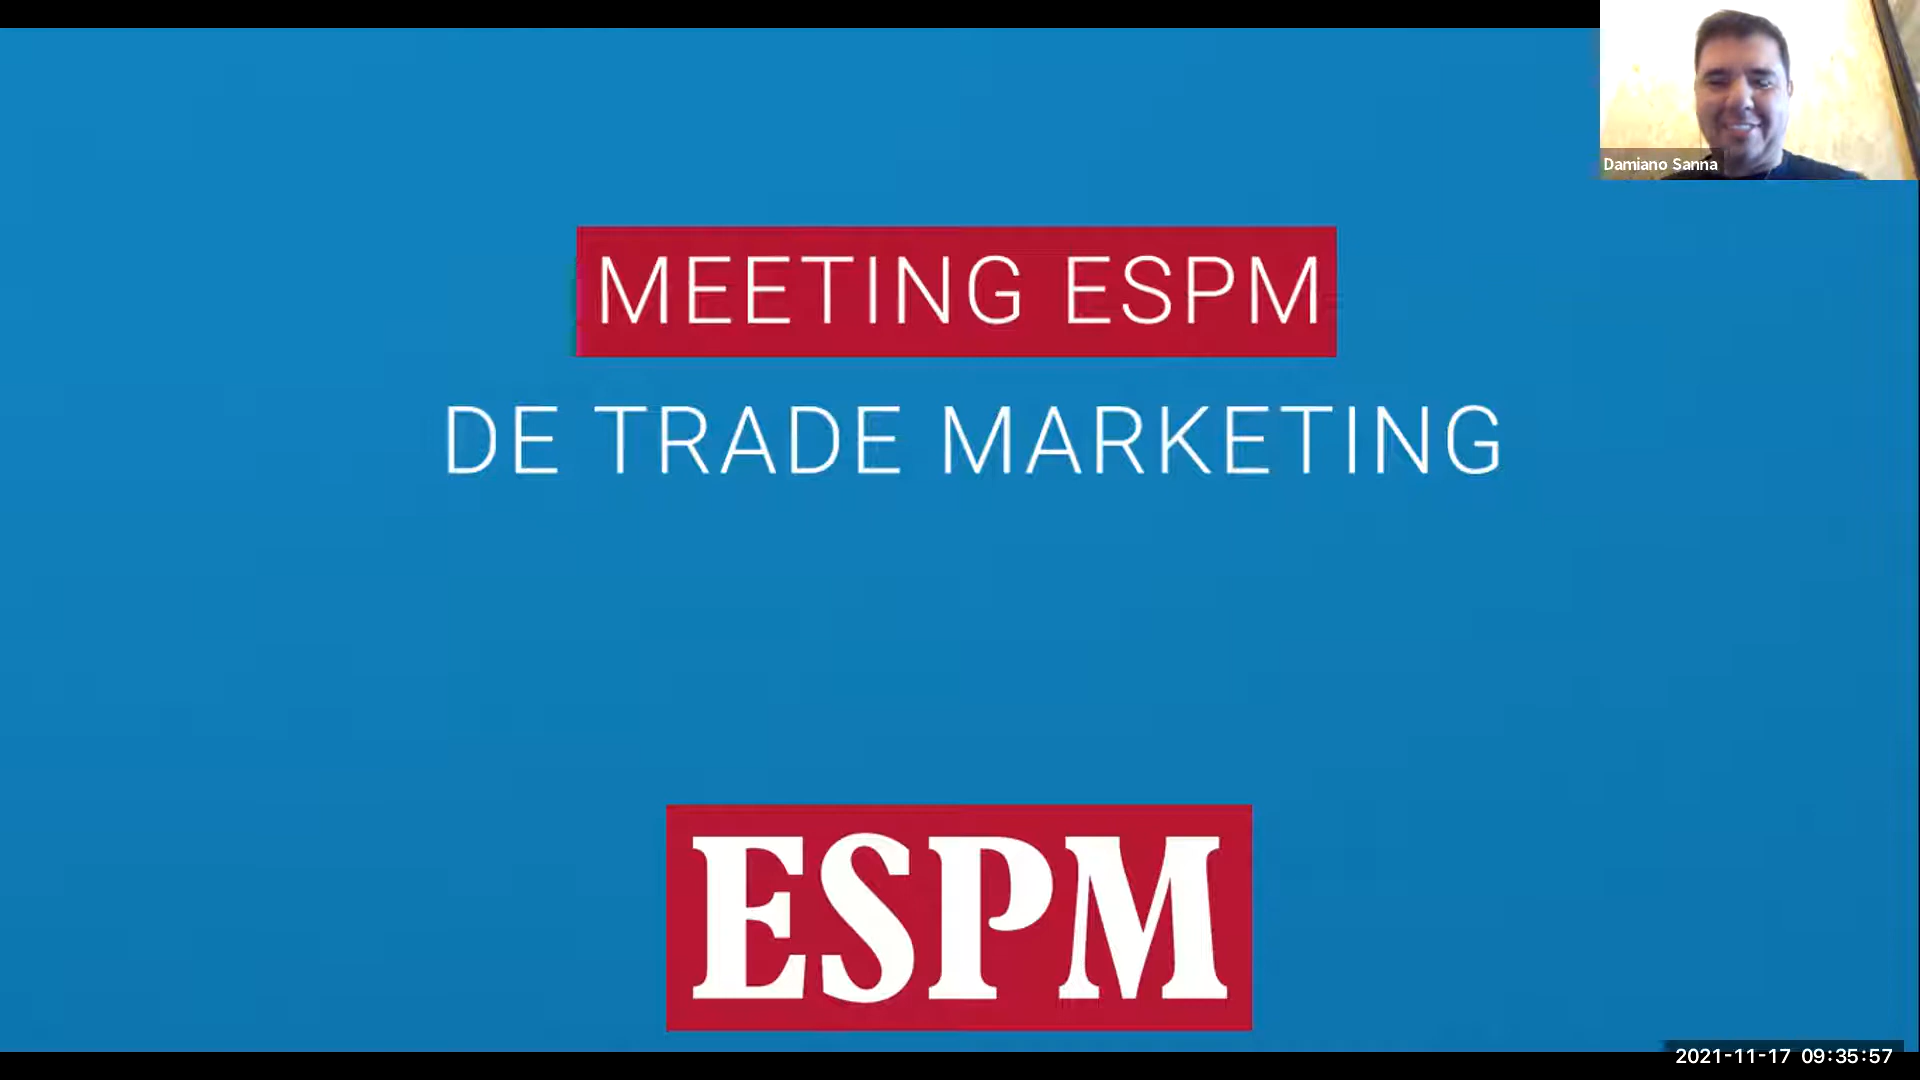 Damiano Sanna
MEETING ESPM
DE TRADE MARKETING
ESPM
2021-11-17 09:35:57